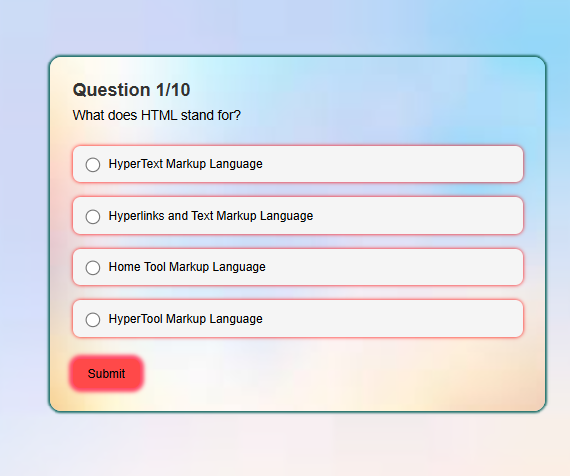 Question 1/10
What does HTML stand for?
HyperText Markup Language
Hyperlinks and Text Markup Language
Home Tool Markup Language
HyperTool Markup Language
Submit